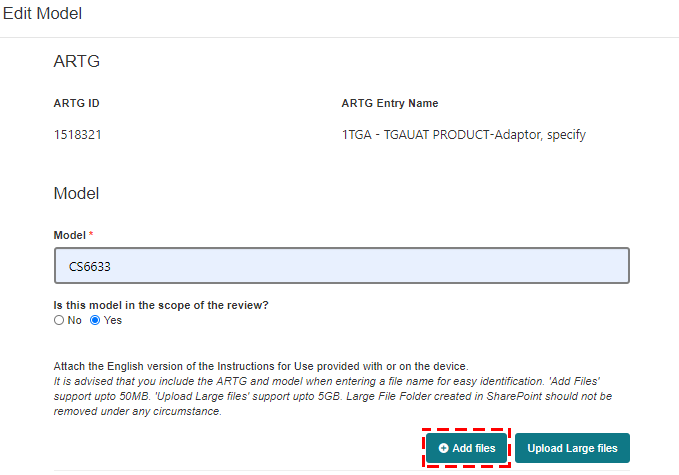 Edit Model
ARTG
ARTG ID
ARTG Entry Name
1518321
1TGA - TGAUAT PRODUCT-Adaptor, specify
Model
Model *
CS6633
Is this model in the scope of the review?
No Yes
Attach the English version of the Instructions for Use provided with or on the device.
It is advised that you include the ARTG and model when entering a file name for easy identification. 'Add Files'
support upto 50MB. 'Upload Large files' support upto 5GB. Large File Folder created in SharePoint should not be
removed under any circumstance.
Add files
Upload Large files